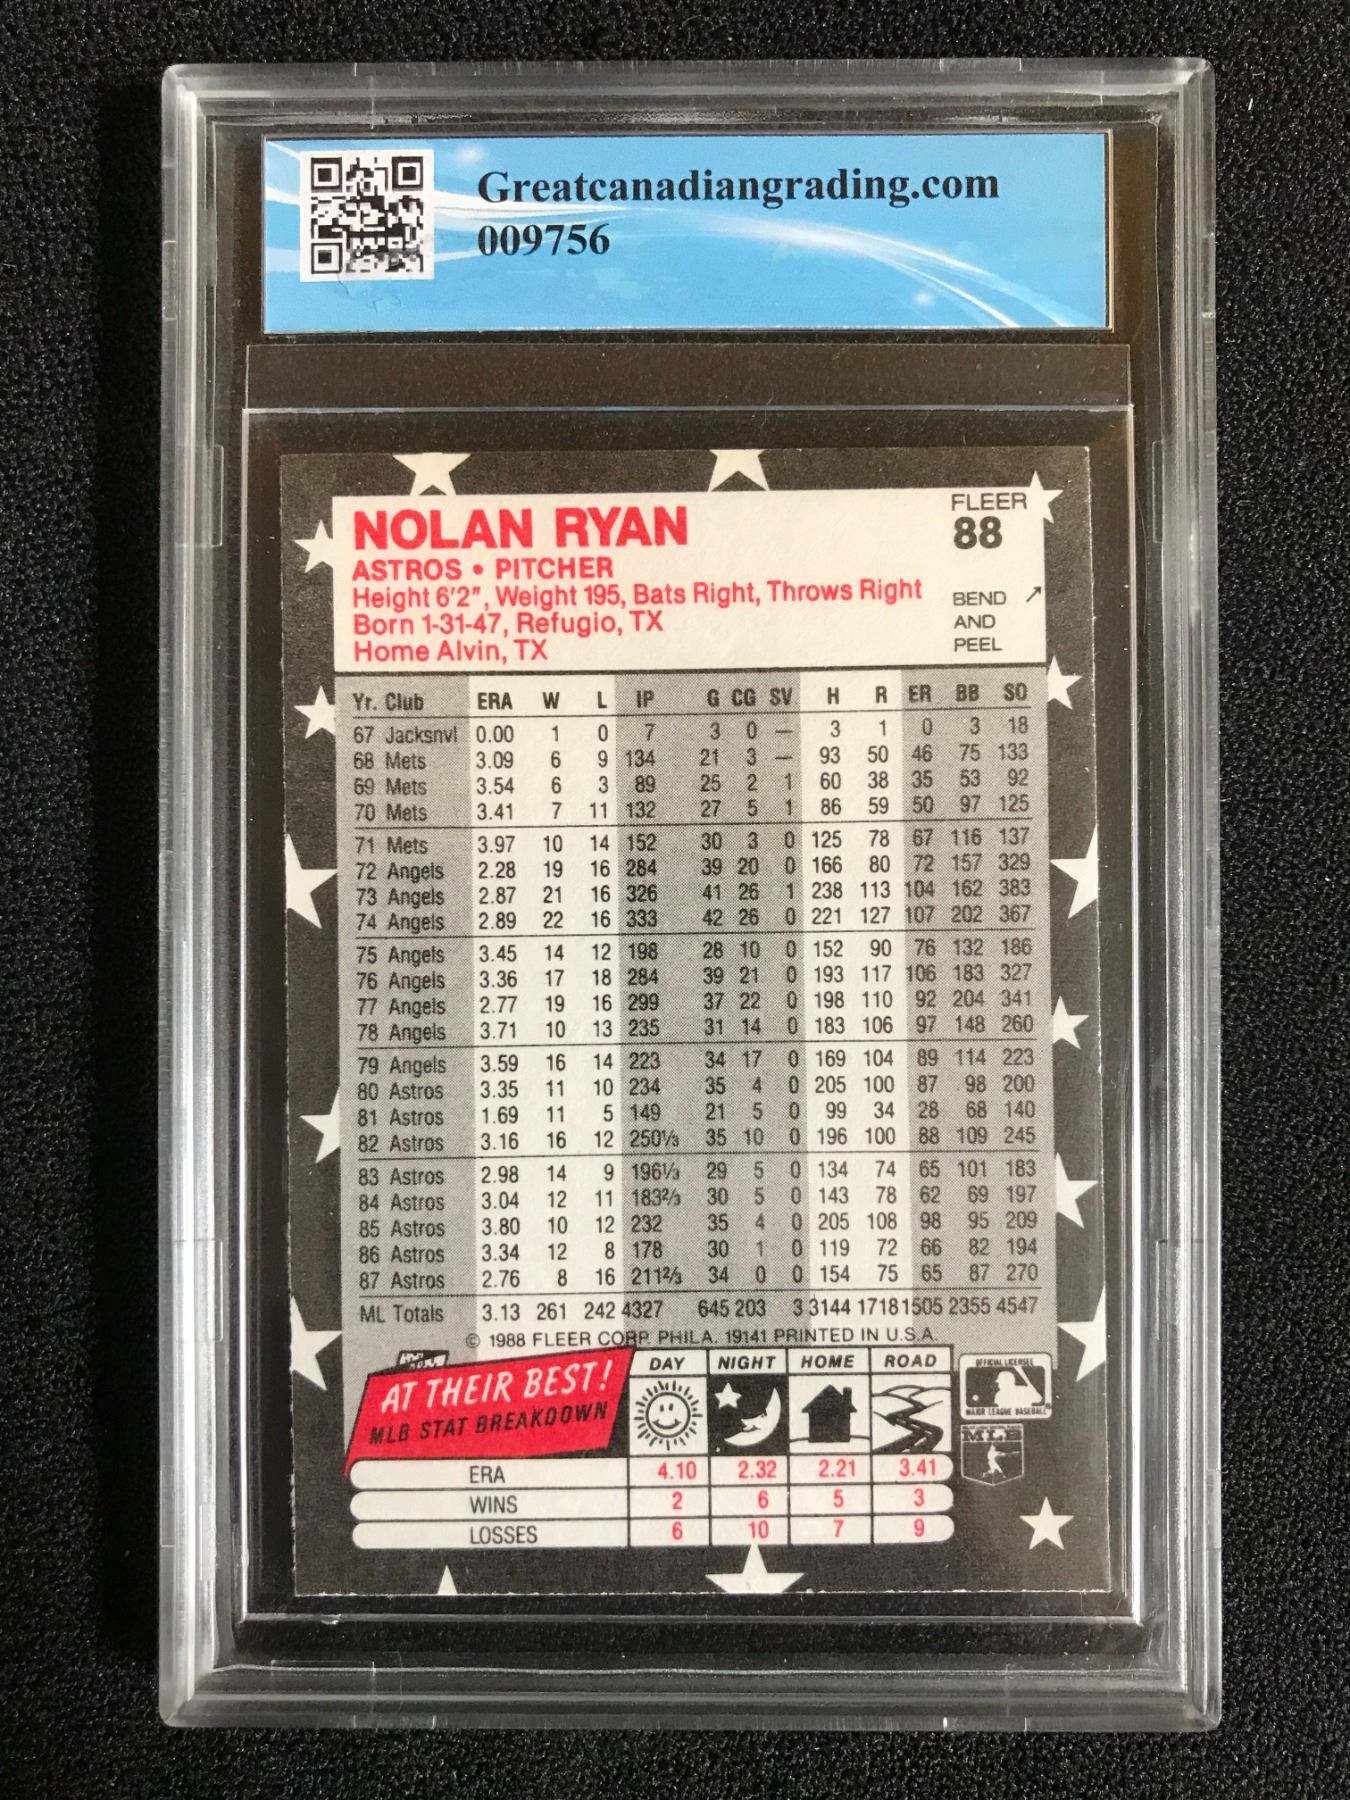 Greatcanadiangrading.com
009756
NOLAN RYAN
ASTROS • PITCHER
Height 6'2", Weight 195, Bats Right, Throws Right
Born 1-31-47, Refugio, TX
Home Alvin, TX
FLEER
88
BEND ↗
AND
PEEL
Yr. Club ERA W L IP G CG SV H R ER BB SO
67 Jacksnvl 0.00 1 0 7 3 0 — 3 1 0 3 18
68 Mets 3.09 6 9 134 21 3 — 93 50 46 75 133
69 Mets 3.54 6 3 89 25 2 1 60 38 35 53 92
70 Mets 3.41 7 11 132 27 5 1 86 59 50 97 125
71 Mets 3.97 10 14 152 30 3 0 125 78 67 116 137
72 Angels 2.28 19 16 284 39 20 0 166 80 72 157 329
73 Angels 2.87 21 16 326 41 26 1 238 113 104 162 383
74 Angels 2.89 22 16 333 42 26 0 221 127 107 202 367
75 Angels 3.45 14 12 198 28 10 0 152 90 76 132 186
76 Angels 3.36 17 18 284 39 21 0 193 117 106 183 327
77 Angels 2.77 19 16 299 37 22 0 198 110 92 204 341
78 Angels 3.71 10 13 235 31 14 0 183 106 97 148 260
79 Angels 3.59 16 14 223 34 17 0 169 104 89 114 223
80 Astros 3.35 11 10 234 35 4 0 205 100 87 98 200
81 Astros 1.69 11 5 149 21 5 0 99 34 28 68 140
82 Astros 3.16 16 12 250⅓ 35 10 0 196 100 88 109 245
83 Astros 2.98 14 9 196⅓ 29 5 0 134 74 65 101 183
84 Astros 3.04 12 11 183⅔ 30 5 0 143 78 62 69 197
85 Astros 3.80 10 12 232 35 4 0 205 108 98 95 209
86 Astros 3.34 12 8 178 30 1 0 119 72 66 82 194
87 Astros 2.76 8 16 211⅔ 34 0 0 154 75 65 87 270
ML Totals 3.13 261 242 4327 645 203 3 3144 1718 1505 2355 4547
© 1988 FLEER CORP. PHILA. 19141 PRINTED IN U.S.A.
AT THEIR BEST!
MLB STAT BREAKDOWN
DAY NIGHT HOME ROAD
ERA 4.10 2.32 2.21 3.41
WINS 2 6 5 3
LOSSES 6 10 7 9
OFFICIAL LICENSEE
MAJOR LEAGUE BASEBALL
MLB